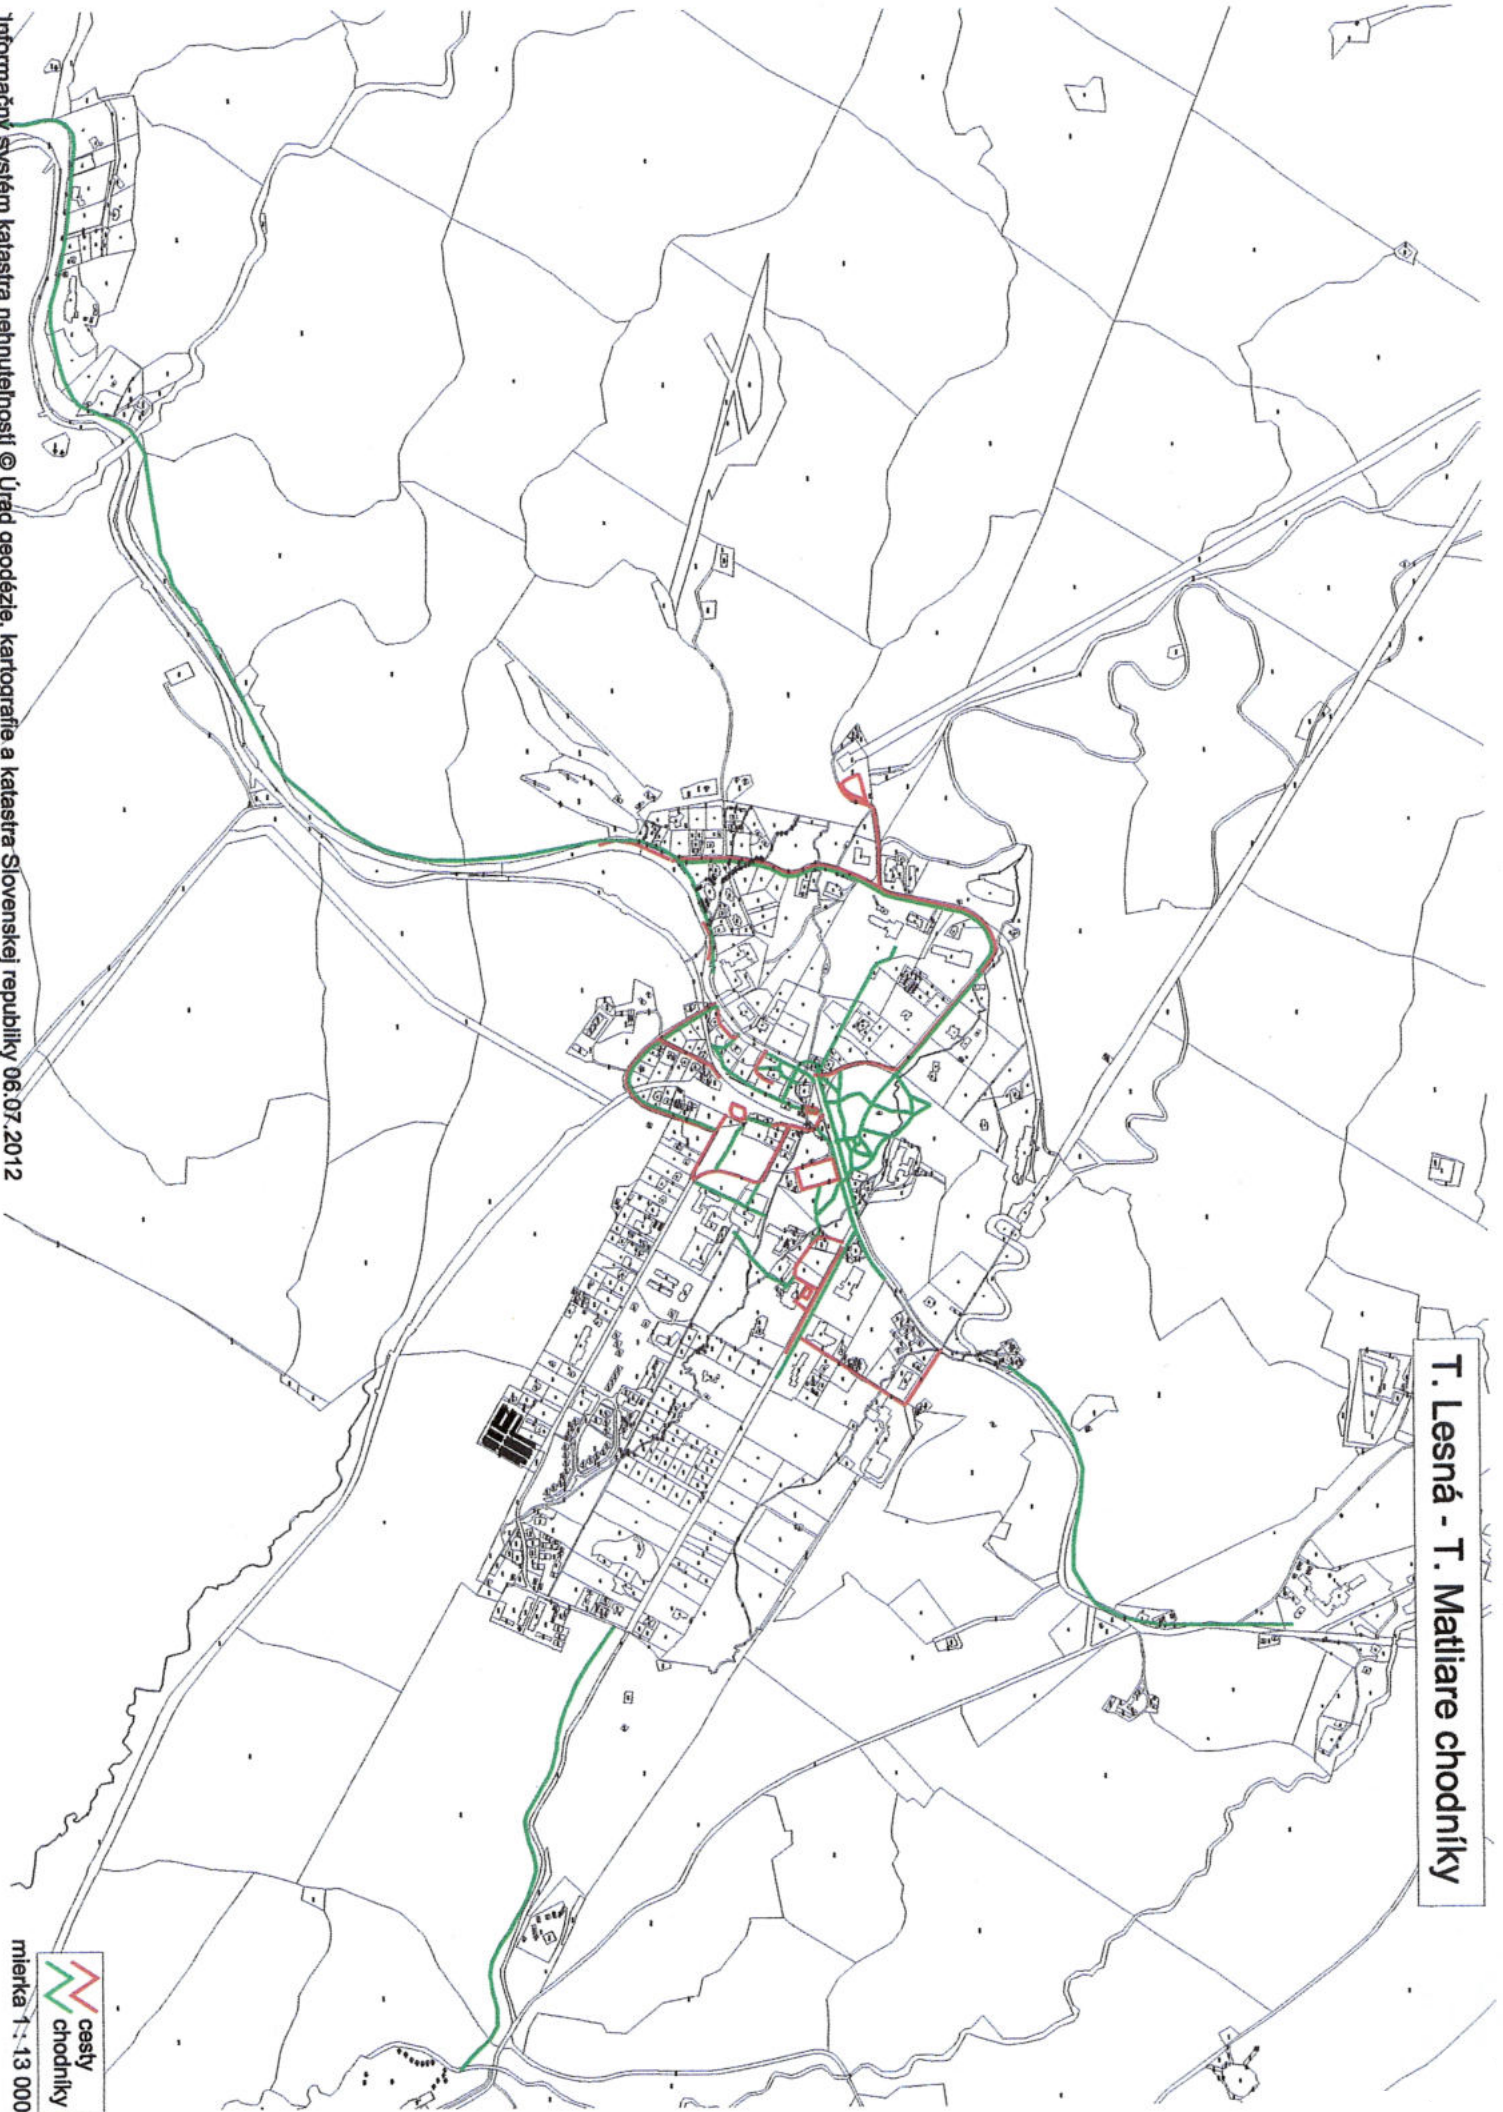 T. Lesná - T. Matliare chodníky
cesty
chodníky
mierka 1 : 13 000
Informačný systém katastra nehnuteľností © Úrad geodézie, kartografie a katastra Slovenskej republiky 06.07.2012